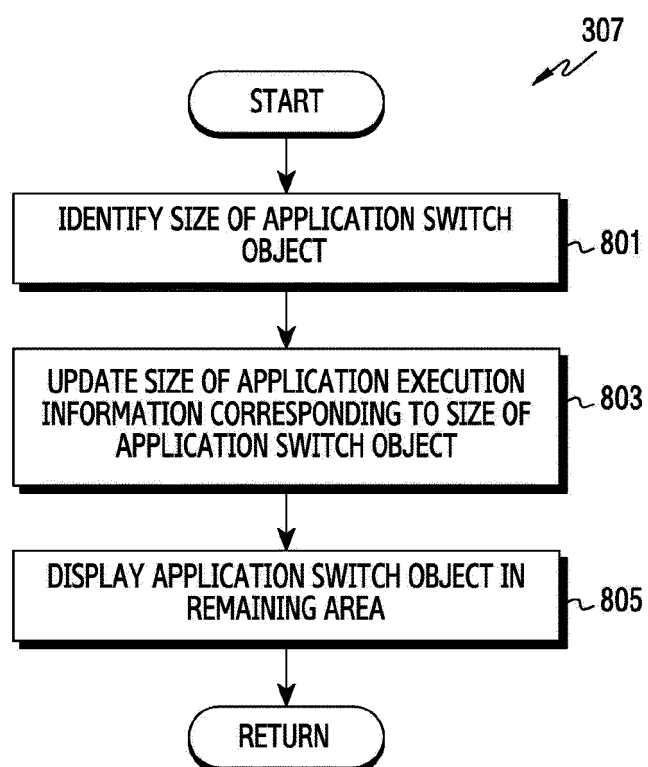 307
START
IDENTIFY SIZE OF APPLICATION SWITCH
OBJECT
801
UPDATE SIZE OF APPLICATION EXECUTION
INFORMATION CORRESPONDING TO SIZE OF
APPLICATION SWITCH OBJECT
803
DISPLAY APPLICATION SWITCH OBJECT IN
REMAINING AREA
805
RETURN